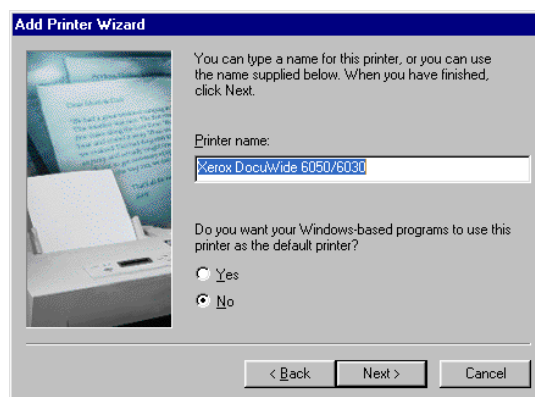 Add Printer Wizard
You can type a name for this printer, or you can use
the name supplied below. When you have finished,
click Next.
Printer name:
Xerox DocuWide 6050/6030
Do you want your Windows-based programs to use this
printer as the default printer?
Yes
No
< Back
Next >
Cancel